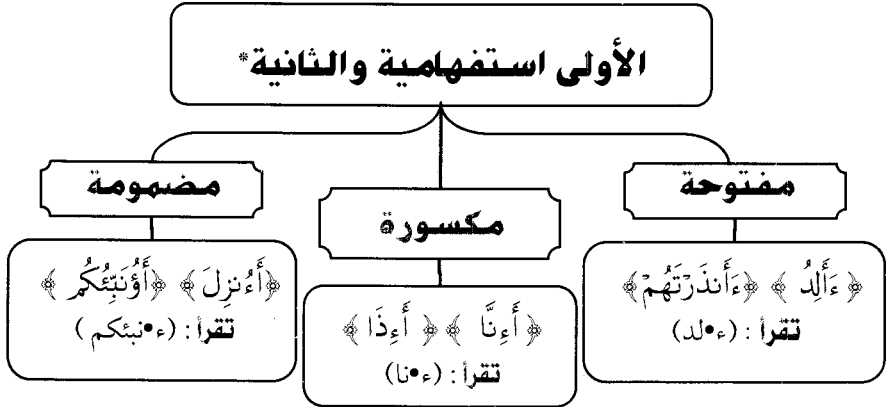 الأولى استفهامية والثانية*
مفتوحة
﴿ ءَأَلِدُ ﴾ ﴿ءَأَنذَرْتَهُمْ﴾
تقرأ : (ء•لد)
مكسورة
﴿ أَءِنَّا ﴾ ﴿ أَءِذَا ﴾
تقرأ : (ء•نا)
مضمومة
﴿أَءُنزِلَ﴾ ﴿أَؤُنَبِّئُكُم﴾
تقرأ : (ء•نبئكم)